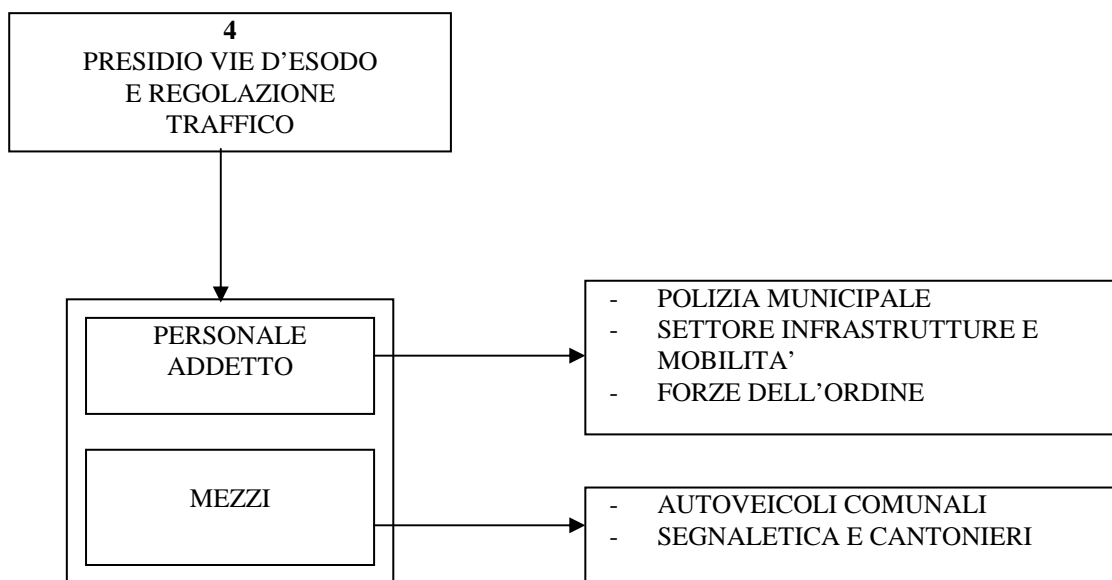 4
PRESIDIO VIE D’ESODO
E REGOLAZIONE
TRAFFICO
PERSONALE
ADDETTO
- POLIZIA MUNICIPALE
- SETTORE INFRASTRUTTURE E
MOBILITA’
- FORZE DELL’ORDINE
MEZZI
- AUTOVEICOLI COMUNALI
- SEGNALETICA E CANTONIERI